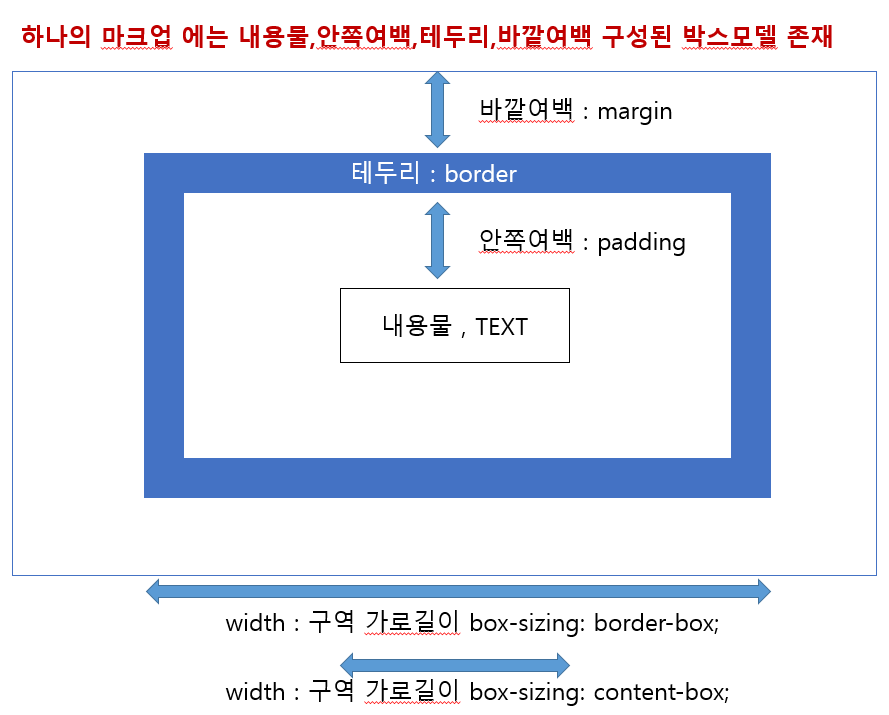 하나의 마크업 에는 내용물,안쪽여백,테두리,바깥여백 구성된 박스모델 존재
바깥여백 : margin
테두리 : border
안쪽여백 : padding
내용물 , TEXT
width : 구역 가로길이 box-sizing: border-box;
width : 구역 가로길이 box-sizing: content-box;